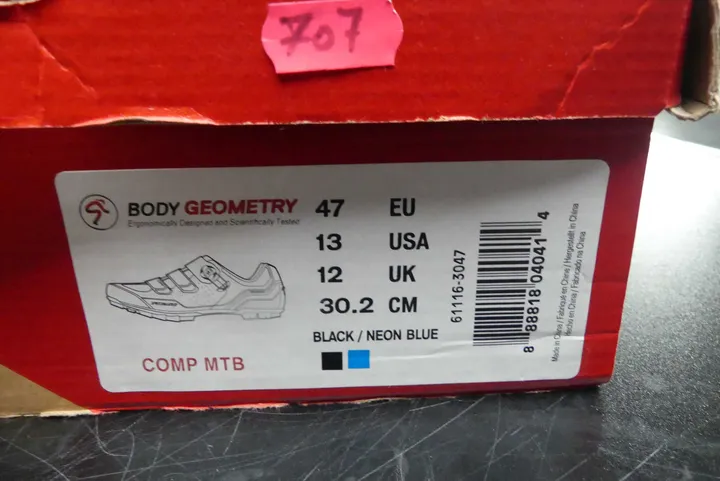 707
BODY GEOMETRY
Ergonomically Designed and Scientifically Tested
47 EU
13 USA
12 UK
30.2 CM
BLACK / NEON BLUE
COMP MTB
61116-3047
8 88818 04041 4
Made in China / Fabriqué en China / Hergestellt in China
Hecho en China / Fabricado na China